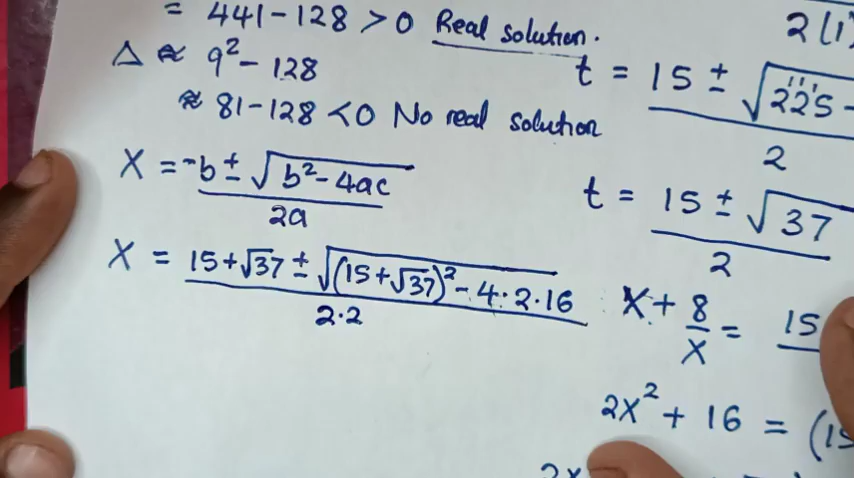 = 441 - 128 > 0 Real solution.
Δ ≈ 9² - 128
≈ 81 - 128 < 0 No real solution
X = -b ± √(b² - 4ac) / 2a
X = 15 + √37 ± √((15 + √37)² - 4 · 2 · 16) / 2 · 2
2(1)
t = 15 ± √(225 - / 2
t = 15 ± √37 / 2
X + 8/X = 15
2X² + 16 = (15
2X